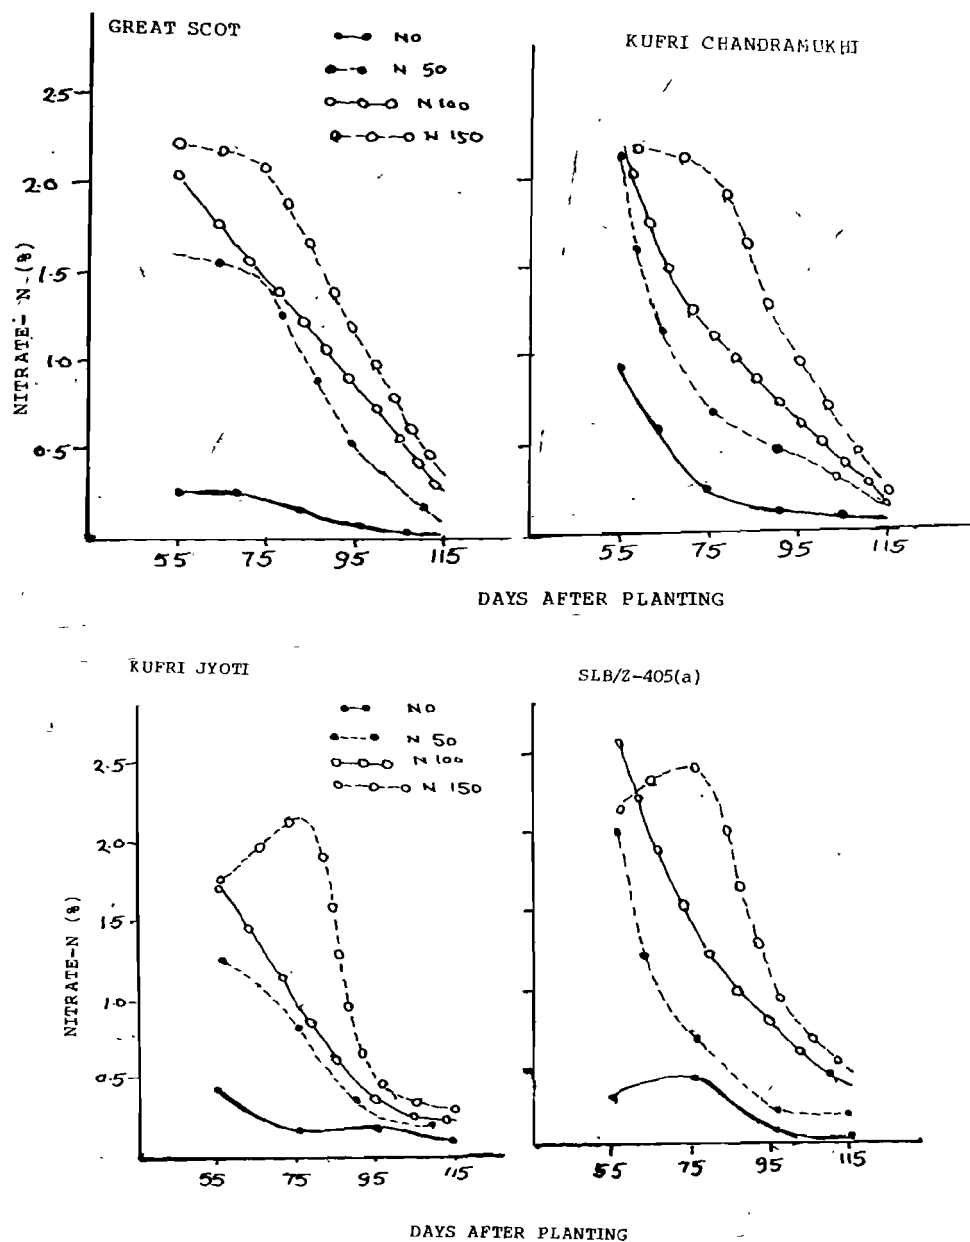 GREAT SCOT
N0
N 50
N 100
N 150
KUFRI CHANDRAMUKHI
2.5
2.0
1.5
1.0
0.5
NITRATE-N (%)
55 75 95 115
55 75 95 115
DAYS AFTER PLANTING
KUFRI JYOTI
SLB/Z-405(a)
N0
N 50
N 100
N 150
2.5
2.0
1.5
1.0
0.5
NITRATE-N (%)
55 75 95 115
55 75 95 115
DAYS AFTER PLANTING